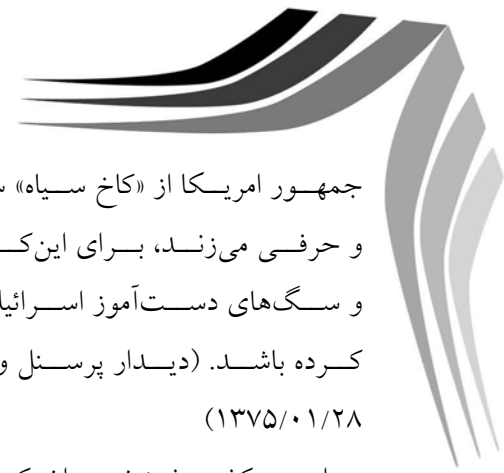 جمهور امریکا از «کاخ سیاه»
و حرفی می‌زند، برای این‌کـ
و سگ‌های دست‌آموز اسرائیل
کرده باشد. (دیدار پرسنل و
۱۳۷۵/۰۱/۲۸)